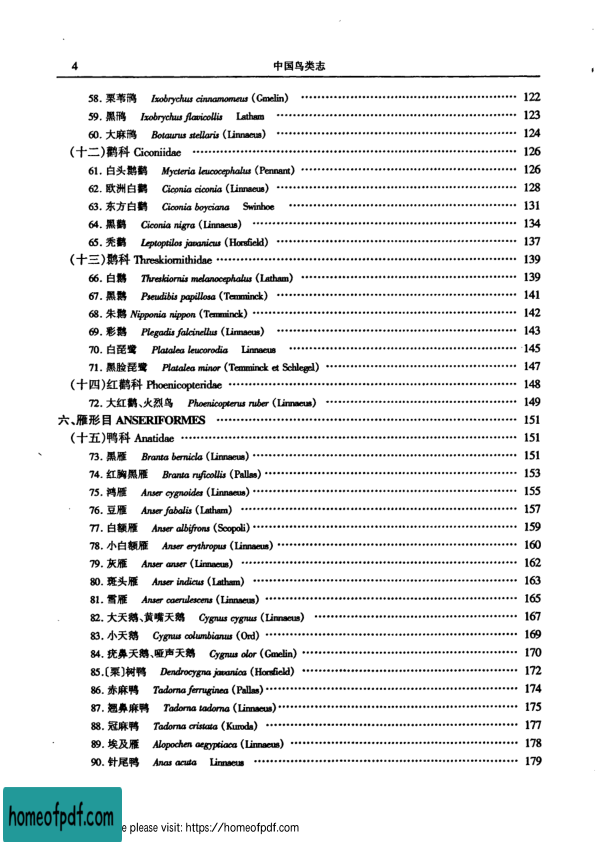 4 中国鸟类志
58. 栗苇鳽 Ixobrychus cinnamomeus (Gmelin) 122
59. 黑鳽 Ixobrychus flavicollis Latham 123
60. 大麻鳽 Botaurus stellaris (Linnaeus) 124
(十二)鹳科 Ciconiidae 126
61. 白头鹮鹳 Mycteria leucocephalus (Pennant) 126
62. 欧洲白鹳 Ciconia ciconia (Linnaeus) 128
63. 东方白鹳 Ciconia boyciana Swinhoe 131
64. 黑鹳 Ciconia nigra (Linnaeus) 134
65. 秃鹳 Leptoptilos javanicus (Horsfield) 137
(十三)鹮科 Threskiornithidae 139
66. 白鹮 Threskiornis melanocephalus (Latham) 139
67. 黑鹮 Pseudibis papillosa (Temminck) 141
68. 朱鹮 Nipponia nippon (Temminck) 142
69. 彩鹮 Plegadis falcinellus (Linnaeus) 143
70. 白琵鹭 Platalea leucorodia Linnaeus 145
71. 黑脸琵鹭 Platalea minor (Temminck et Schlegel) 147
(十四)红鹳科 Phoenicopteridae 148
72. 大红鹳、火烈鸟 Phoenicopterus ruber (Linnaeus) 149
六、雁形目 ANSERIFORMES 151
(十五)鸭科 Anatidae 151
73. 黑雁 Branta bernicla (Linnaeus) 151
74. 红胸黑雁 Branta ruficollis (Pallas) 153
75. 鸿雁 Anser cygnoides (Linnaeus) 155
76. 豆雁 Anser fabalis (Latham) 157
77. 白额雁 Anser albifrons (Scopoli) 159
78. 小白额雁 Anser erythropus (Linnaeus) 160
79. 灰雁 Anser anser (Linnaeus) 162
80. 斑头雁 Anser indicus (Latham) 163
81. 雪雁 Anser caerulescens (Linnaeus) 165
82. 大天鹅、黄嘴天鹅 Cygnus cygnus (Linnaeus) 167
83. 小天鹅 Cygnus columbianus (Ord) 169
84. 疣鼻天鹅、哑声天鹅 Cygnus olor (Gmelin) 170
85.〔栗〕树鸭 Dendrocygna javanica (Horsfield) 172
86. 赤麻鸭 Tadorna ferruginea (Pallas) 174
87. 翘鼻麻鸭 Tadorna tadorna (Linnaeus) 175
88. 冠麻鸭 Tadorna cristata (Kuroda) 177
89. 埃及雁 Alopochen aegyptiaca (Linnaeus) 178
90. 针尾鸭 Anas acuta Linnaeus 179
homeofpdf.com
e please visit: https://homeofpdf.com